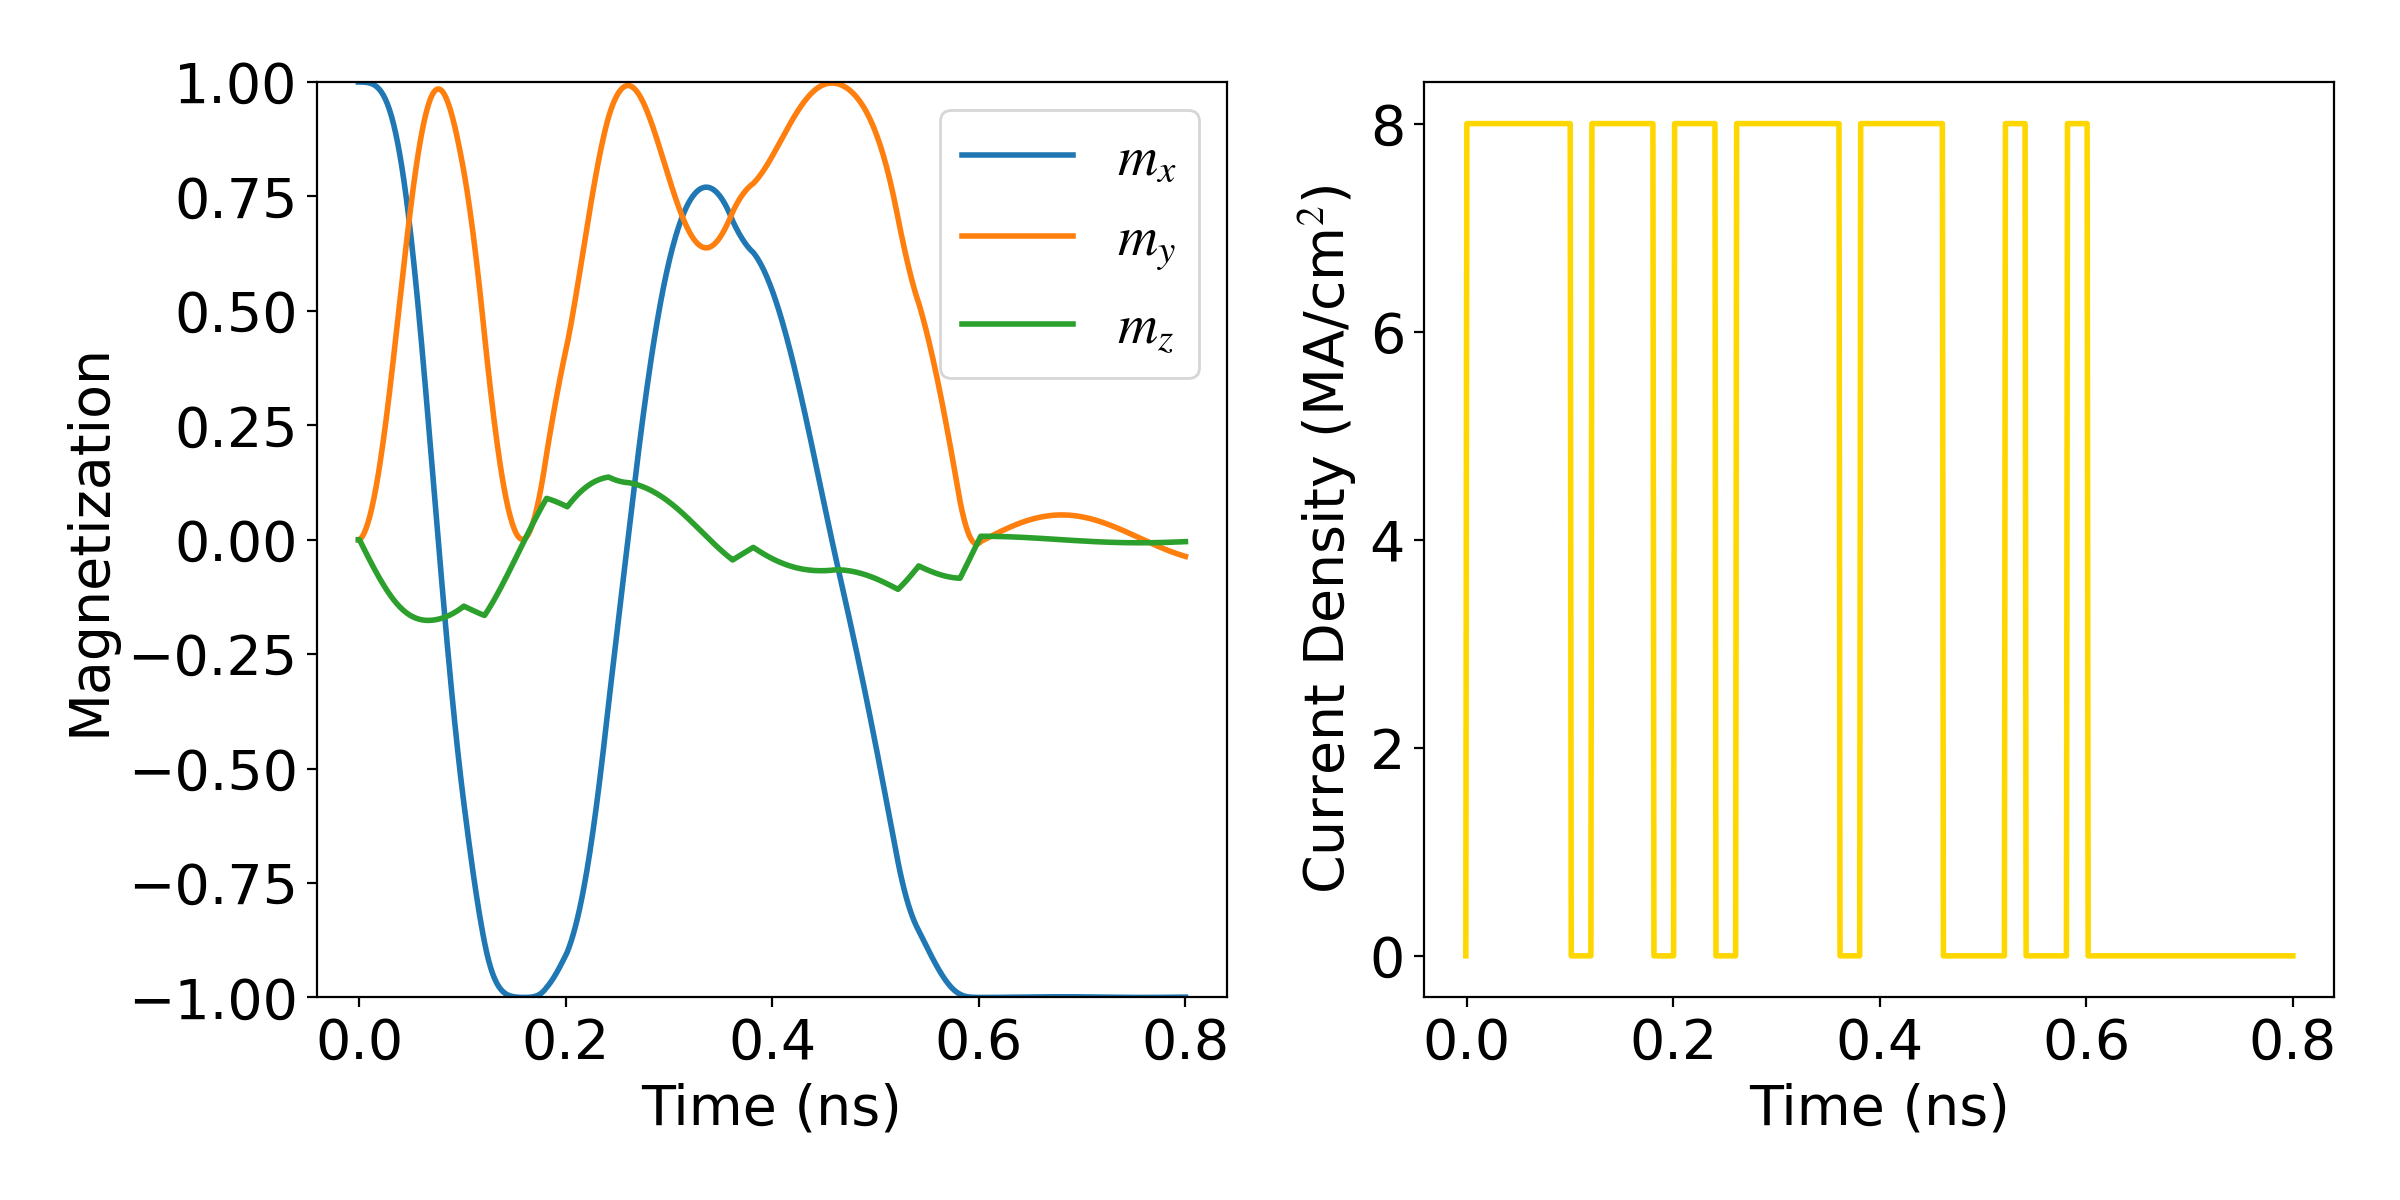 Magnetization
1.00
0.75
0.50
0.25
0.00
−0.25
−0.50
−0.75
−1.00
0.0 0.2 0.4 0.6 0.8
Time (ns)
mₓ
m_y
m_z
Current Density (MA/cm²)
8
6
4
2
0
0.0 0.2 0.4 0.6 0.8
Time (ns)